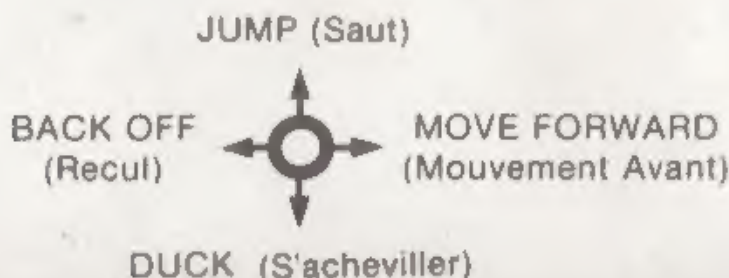 JUMP (Saut)
BACK OFF
(Recul)
MOVE FORWARD
(Mouvement Avant)
DUCK (S'acheviller)